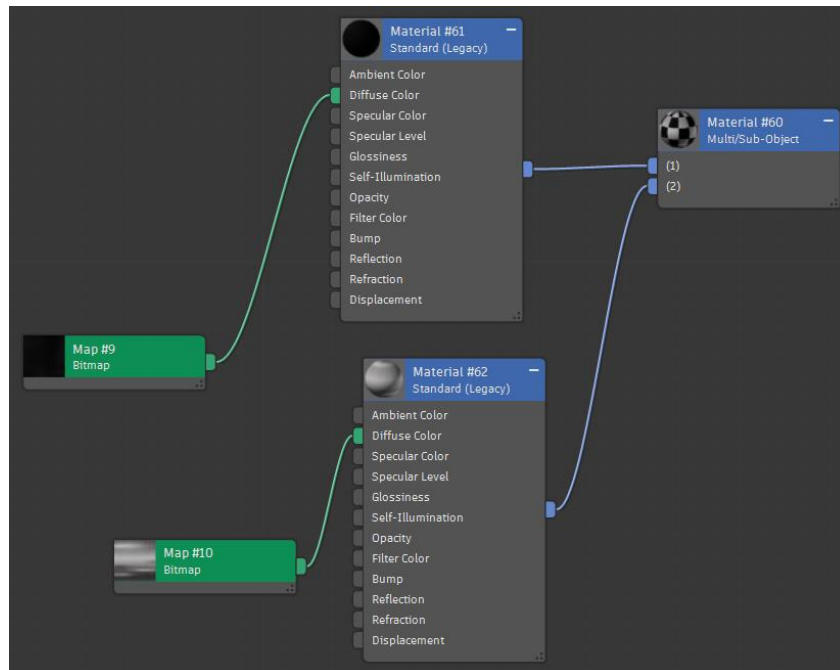 Material #61
Standard (Legacy)
Ambient Color
Diffuse Color
Specular Color
Specular Level
Glossiness
Self-Illumination
Opacity
Filter Color
Bump
Reflection
Refraction
Displacement
Material #60
Multi/Sub-Object
(1)
(2)
Map #9
Bitmap
Material #62
Standard (Legacy)
Ambient Color
Diffuse Color
Specular Color
Specular Level
Glossiness
Self-Illumination
Opacity
Filter Color
Bump
Reflection
Refraction
Displacement
Map #10
Bitmap